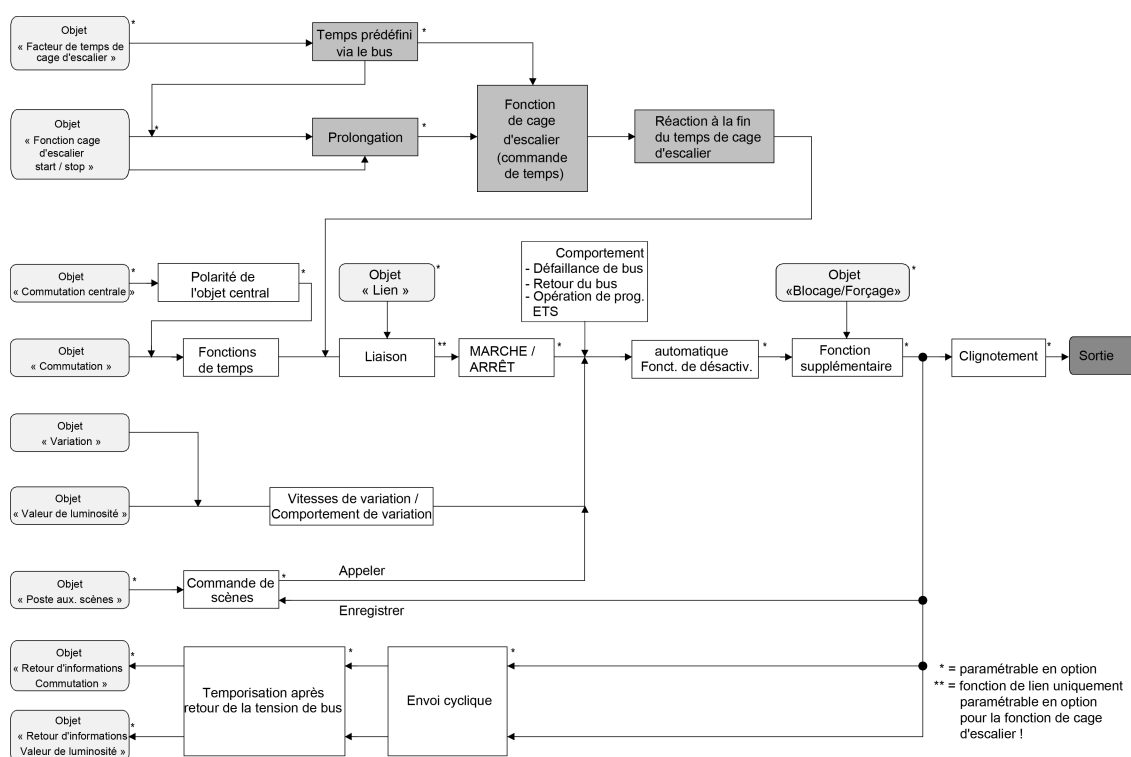 Objet
« Facteur de temps de
cage d'escalier »
*
Temps prédéfini
via le bus
*
Objet
« Fonction cage
d'escalier
start / stop »
*
Prolongation
*
Fonction
de cage
d'escalier
(commande
de temps)
Réaction à la fin
du temps de cage
d'escalier
Objet
« Commutation centrale »
*
Polarité de
l'objet central
*
Objet
« Lien »
*
Comportement
- Défaillance de bus
- Retour du bus
- Opération de prog.
ETS
Objet
«Blocage/Forçage»
*
Objet
« Commutation »
Fonctions
de temps
Liaison
**
MARCHE /
ARRÊT
*
automatique
Fonct. de désactiv.
*
Fonction
supplémentaire
*
Clignotement
*
Sortie
Objet
« Variation »
Objet
« Valeur de luminosité »
Vitesses de variation /
Comportement de variation
Objet
« Poste aux. scènes »
*
Commande de
scènes
*
Appeler
Enregistrer
Objet
« Retour d'informations
Commutation »
*
Temporisation après
retour de la tension de bus
*
Envoi cyclique
*
Objet
« Retour d'informations
Valeur de luminosité »
*
* = paramétrable en option
** = fonction de lien uniquement
paramétrable en option
pour la fonction de cage
d'escalier !